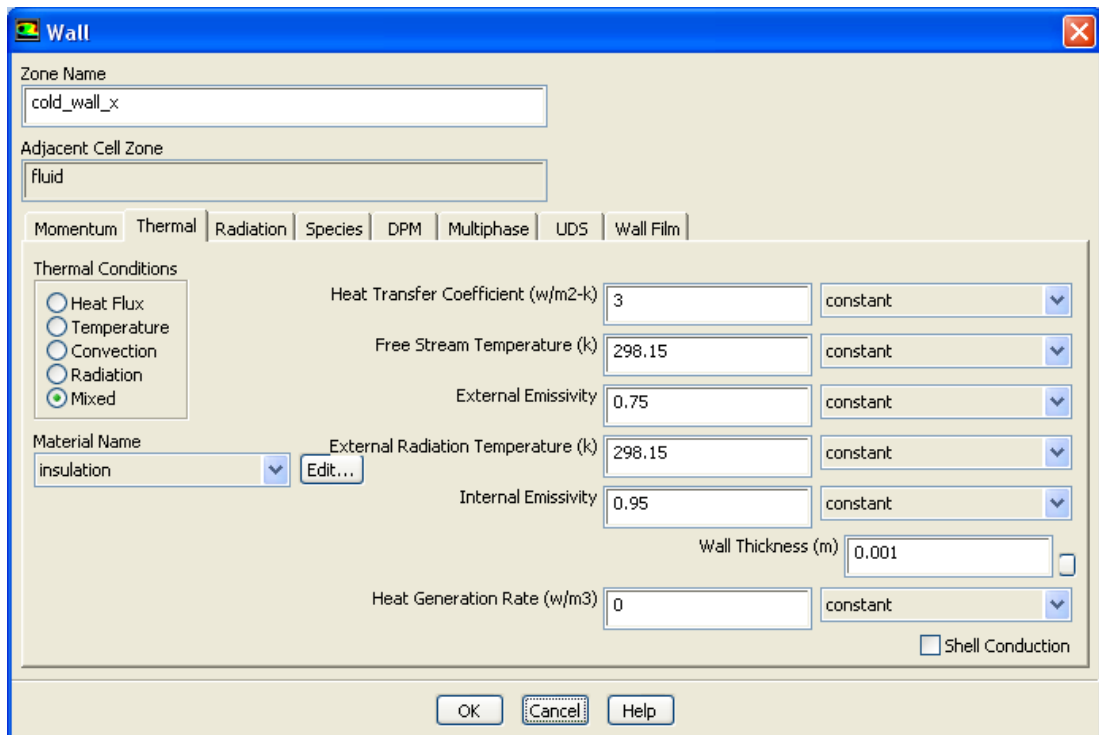 Wall
Zone Name
cold_wall_x
Adjacent Cell Zone
fluid
Momentum Thermal Radiation Species DPM Multiphase UDS Wall Film
Thermal Conditions
Heat Flux
Temperature
Convection
Radiation
Mixed
Material Name
insulation Edit...
Heat Transfer Coefficient (w/m2-k) 3 constant
Free Stream Temperature (k) 298.15 constant
External Emissivity 0.75 constant
External Radiation Temperature (k) 298.15 constant
Internal Emissivity 0.95 constant
Wall Thickness (m) 0.001
Heat Generation Rate (w/m3) 0 constant
Shell Conduction
OK Cancel Help